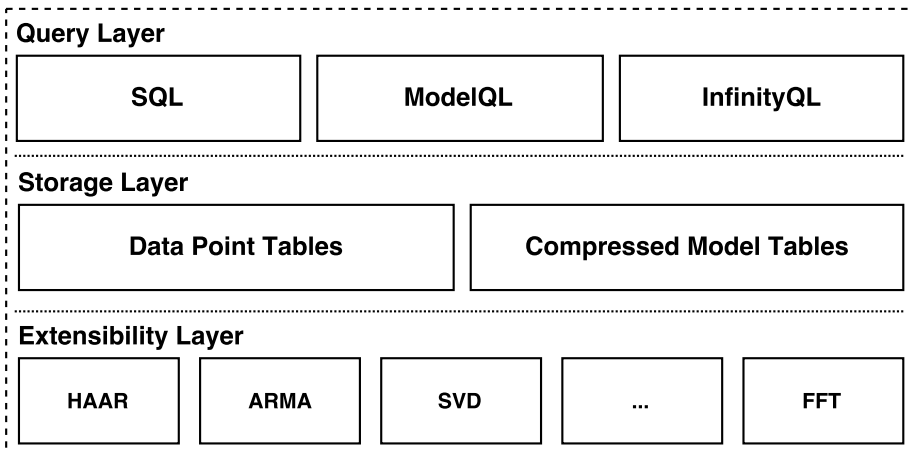 Query Layer
SQL
ModelQL
InfinityQL
Storage Layer
Data Point Tables
Compressed Model Tables
Extensibility Layer
HAAR
ARMA
SVD
...
FFT